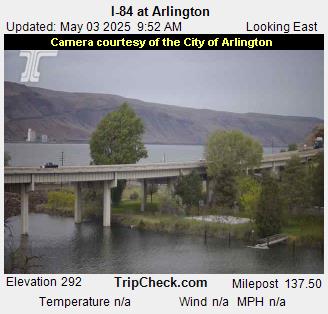 I-84 at Arlington
Updated: May 03 2025 9:52 AM Looking East
Camera courtesy of the City of Arlington
Elevation 292 TripCheck.com Milepost 137.50
Temperature n/a Wind n/a MPH n/a